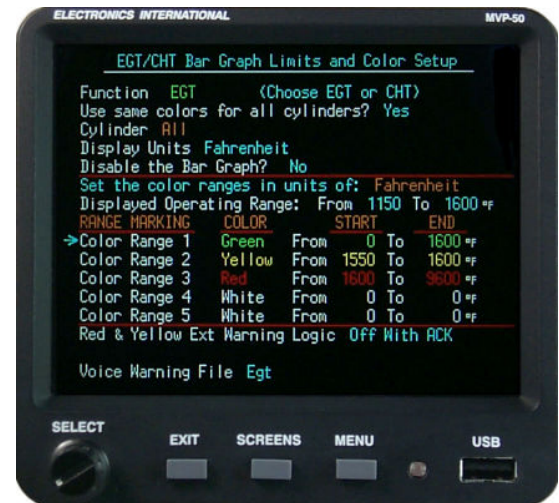 ELECTRONICS INTERNATIONAL MVP-50
EGT/CHT Bar Graph Limits and Color Setup
Function EGT (Choose EGT or CHT)
Use same colors for all cylinders? Yes
Cylinder All
Display Units Fahrenheit
Disable the Bar Graph? No
Set the color ranges in units of: Fahrenheit
Displayed Operating Range: From 1150 To 1600 °F
RANGE MARKING COLOR START END
→Color Range 1 Green From 0 To 1600 °F
Color Range 2 Yellow From 1550 To 1600 °F
Color Range 3 Red From 1600 To 9600 °F
Color Range 4 White From 0 To 0 °F
Color Range 5 White From 0 To 0 °F
Red & Yellow Ext Warning Logic Off With ACK
Voice Warning File Egt
SELECT EXIT SCREENS MENU USB